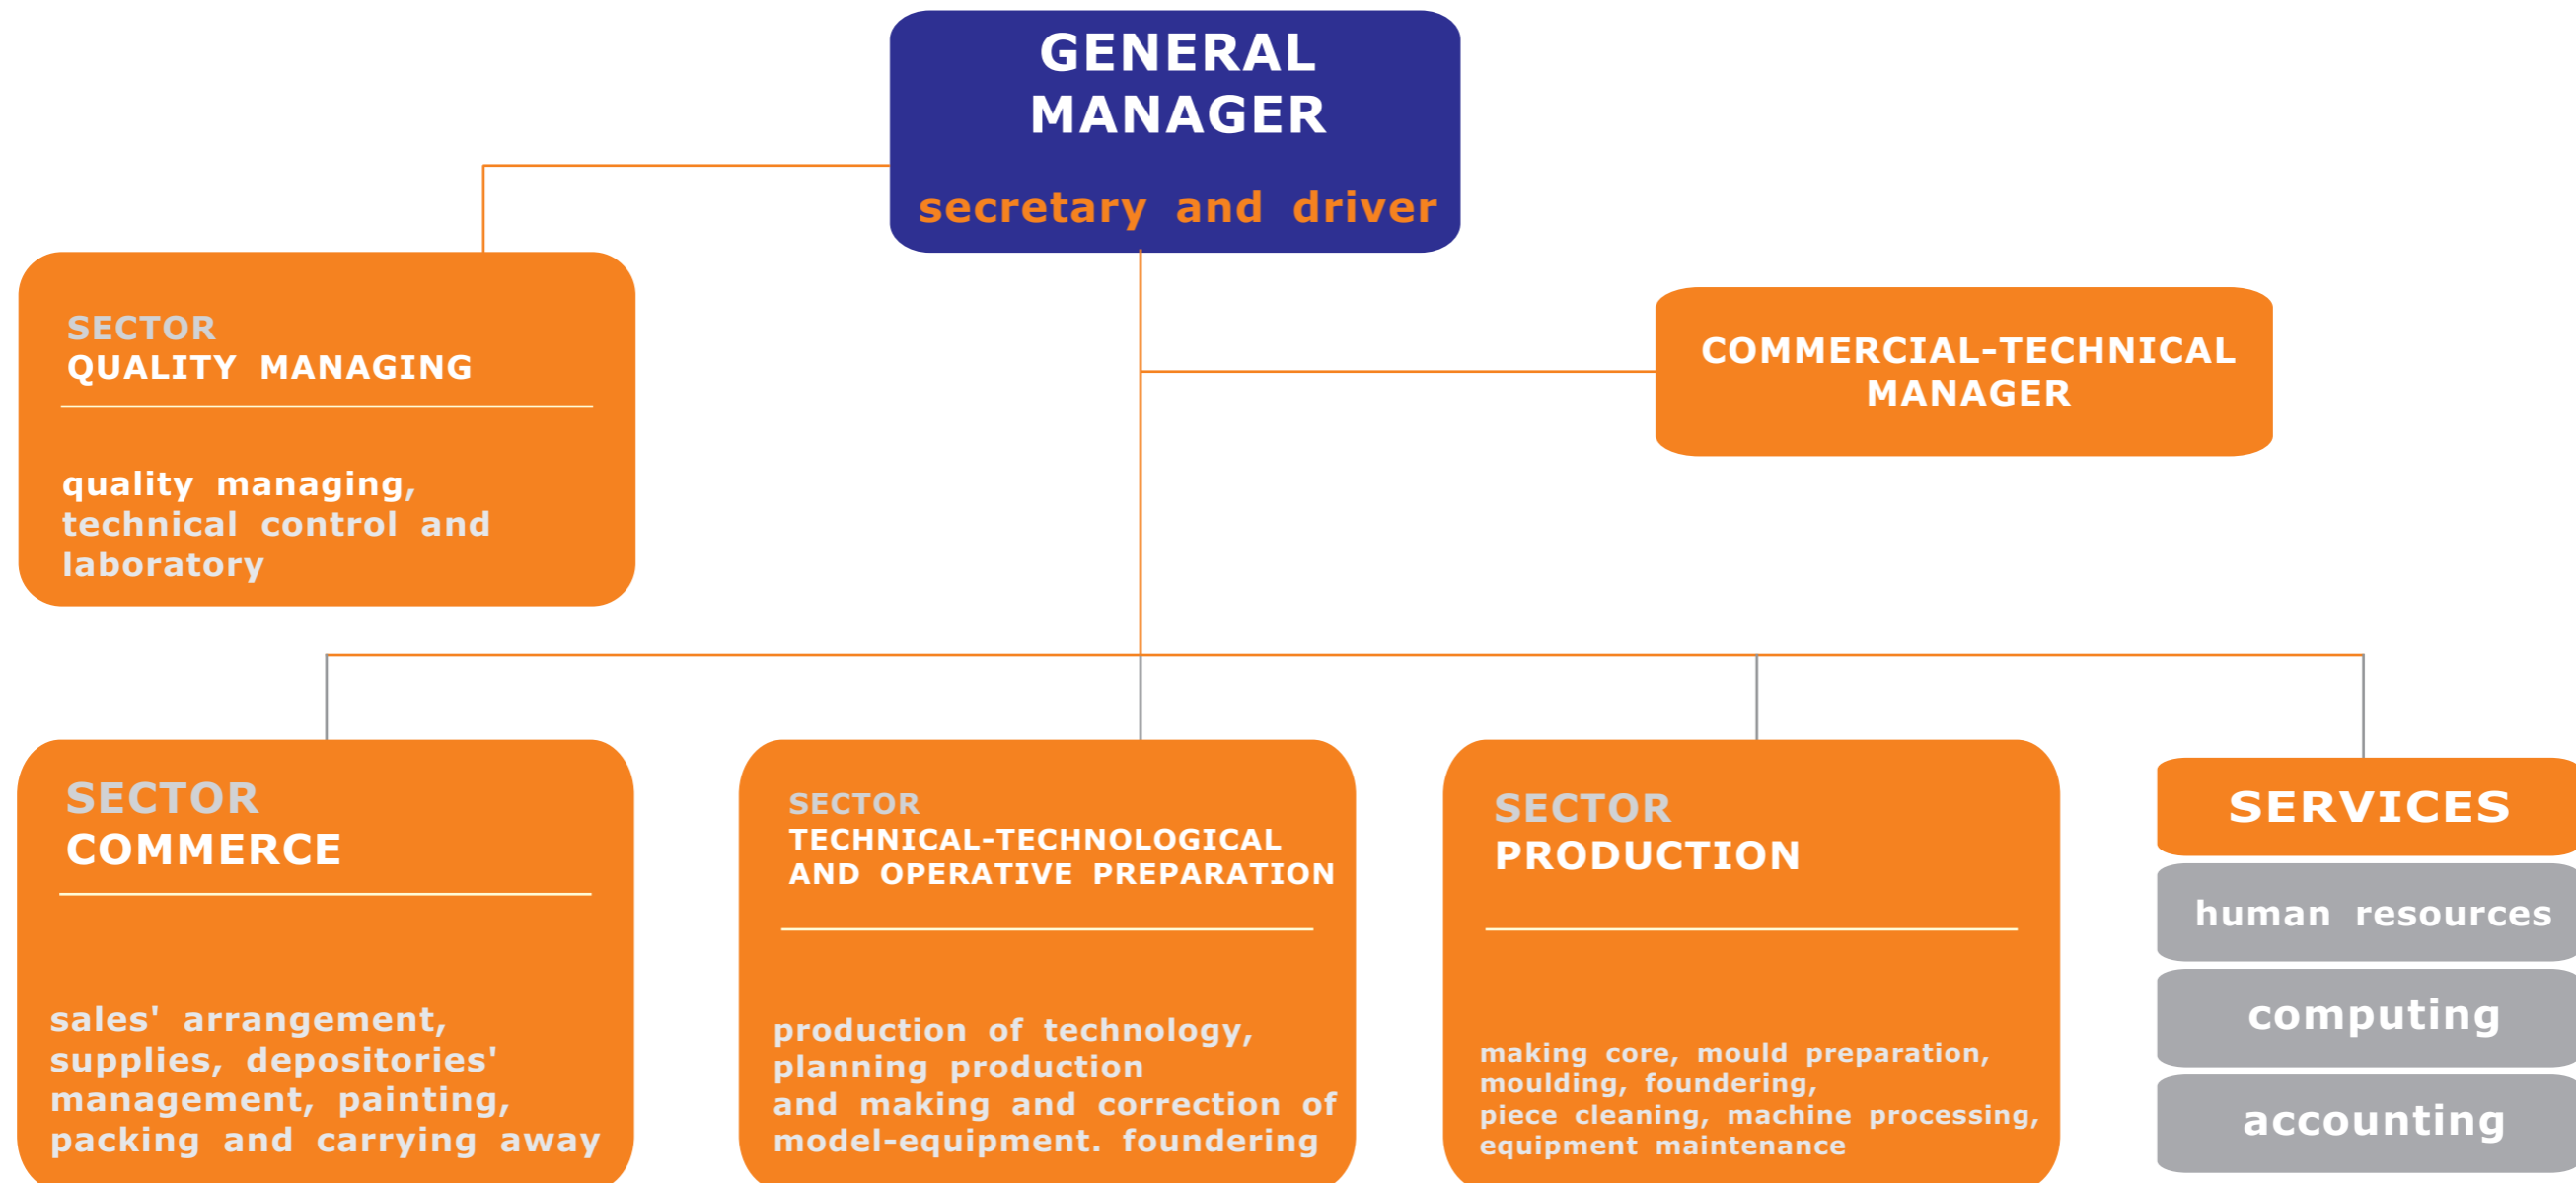 GENERAL
MANAGER
secretary and driver
SECTOR
QUALITY MANAGING
quality managing,
technical control and
laboratory
COMMERCIAL-TECHNICAL
MANAGER
SECTOR
COMMERCE
sales' arrangement,
supplies, depositories'
management, painting,
packing and carrying away
SECTOR
TECHNICAL-TECHNOLOGICAL
AND OPERATIVE PREPARATION
production of technology,
planning production
and making and correction of
model-equipment. foundering
SECTOR
PRODUCTION
making core, mould preparation,
moulding, foundering,
piece cleaning, machine processing,
equipment maintenance
SERVICES
human resources
computing
accounting